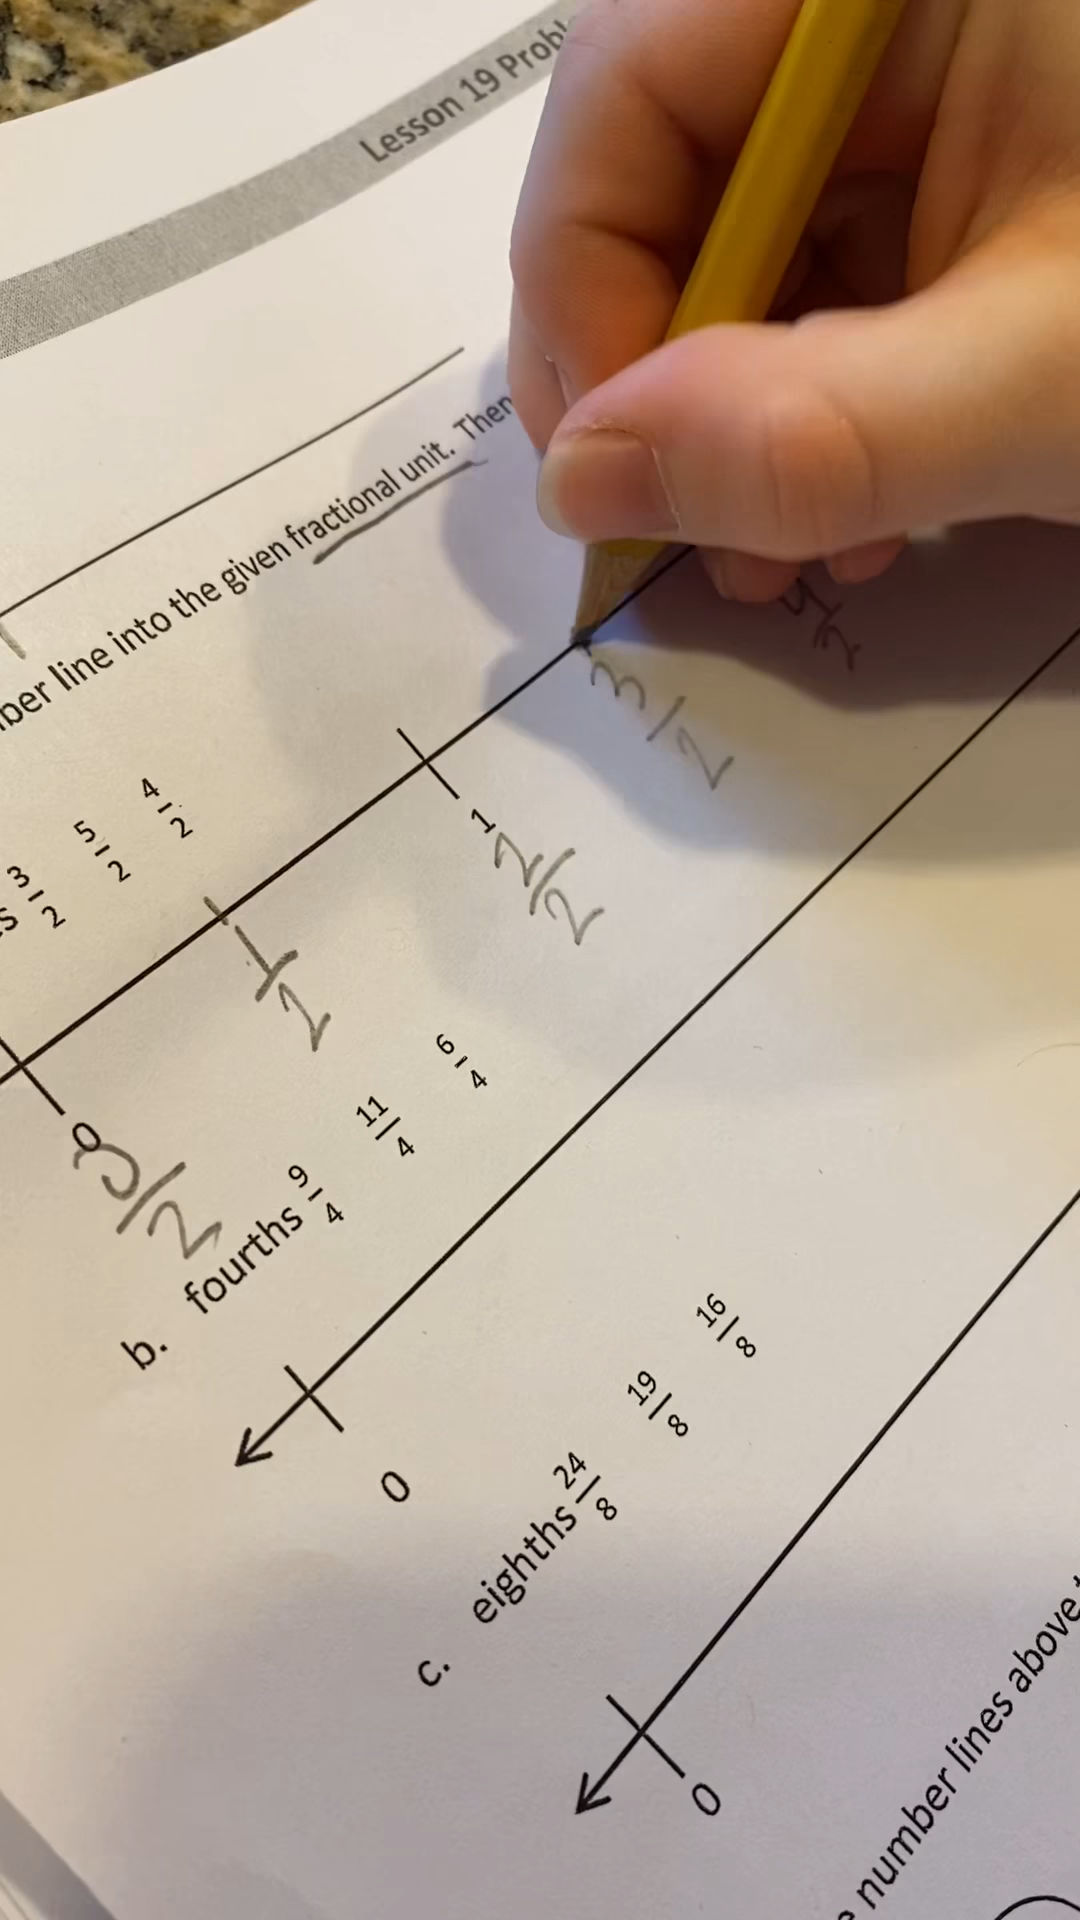 Lesson 19 Probl
line into the given fractional unit. Then
3/2 5/2 4/2
0 1
0/2 1/2 2/2 3/2 4/2
b. fourths 9/4 11/4 6/4
0
c. eighths 24/8 19/8 16/8
0
number lines above